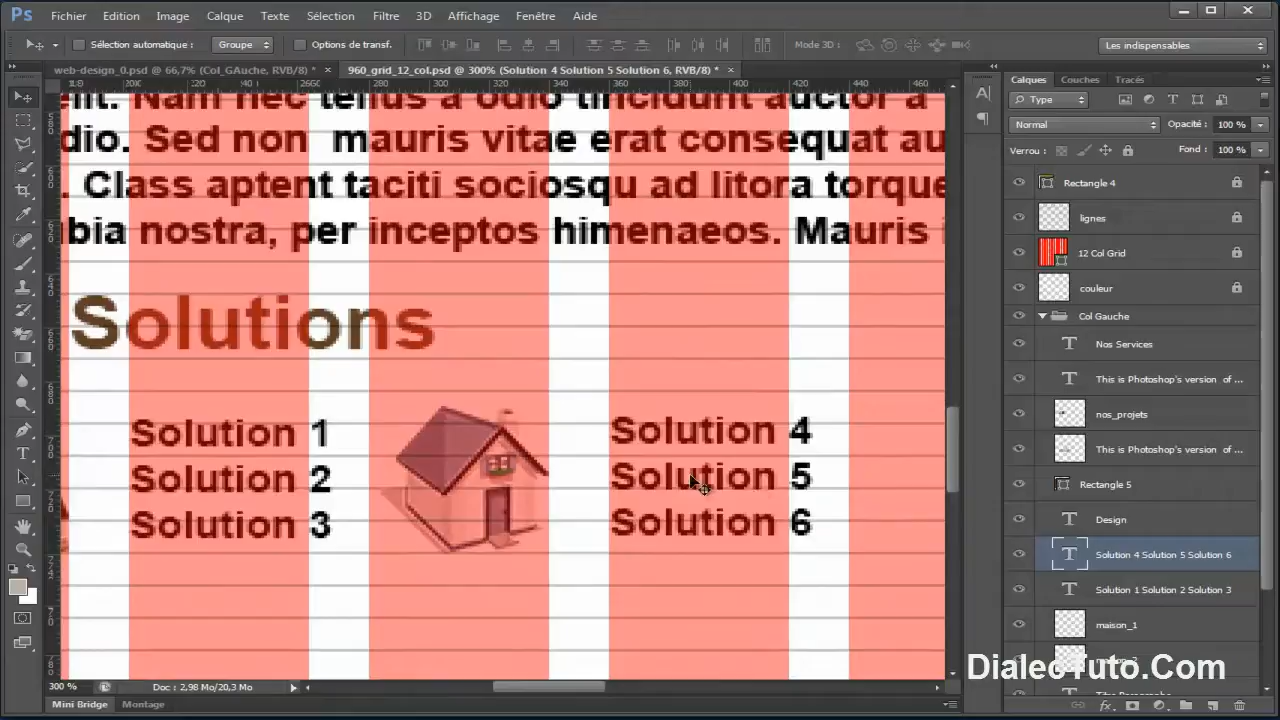 Ps Fichier Edition Image Calque Texte Sélection Filtre 3D Affichage Fenêtre Aide
Sélection automatique : Groupe Options de transf. Mode 3D : Les indispensables
web-design_0.psd @ 66,7% (Col_GAuche, RVB/8) * × 960_grid_12_col.psd @ 300% (Solution 4 Solution 5 Solution 6, RVB/8) * ×
Calques Couches Tracés
Type
Normal Opacité : 100 %
Verrou : Fond : 100 %
elit. Nam nec tellus a odio tincidunt auctor a
dio. Sed non mauris vitae erat consequat au
. Class aptent taciti sociosqu ad litora torque
bia nostra, per inceptos himenaeos. Mauris i
Solutions
Solution 1
Solution 2
Solution 3
Solution 4
Solution 5
Solution 6
Rectangle 4
lignes
12 Col Grid
couleur
Col Gauche
Nos Services
This is Photoshop's version of ...
nos_projets
This is Photoshop's version of ...
Rectangle 5
Design
Solution 4 Solution 5 Solution 6
Solution 1 Solution 2 Solution 3
maison_1
DialectTuto.Com
300 % Doc : 2,98 Mo/20,3 Mo
Mini Bridge Montage